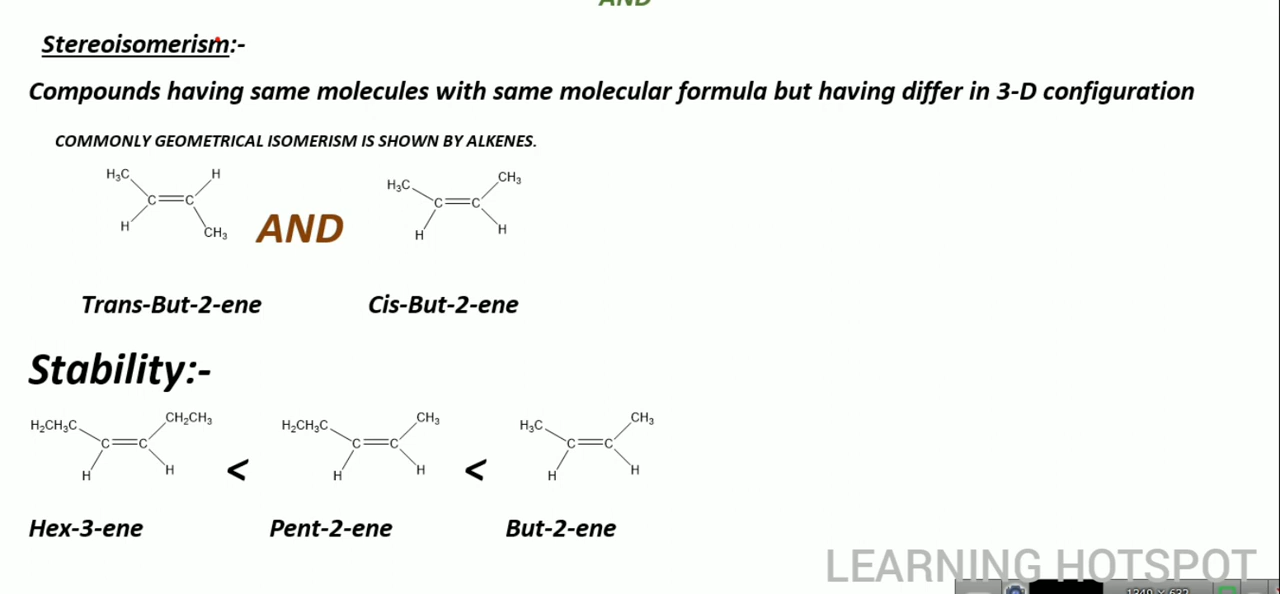 AND
Stereoisomerism:-
Compounds having same molecules with same molecular formula but having differ in 3-D configuration
COMMONLY GEOMETRICAL ISOMERISM IS SHOWN BY ALKENES.
H₃C H H₃C CH₃
C C C C
H CH₃ AND H H
Trans-But-2-ene Cis-But-2-ene
Stability:-
H₂CH₃C CH₂CH₃ H₂CH₃C CH₃ H₃C CH₃
C C C C C C
H H < H H < H H
Hex-3-ene Pent-2-ene But-2-ene
LEARNING HOTSPOT